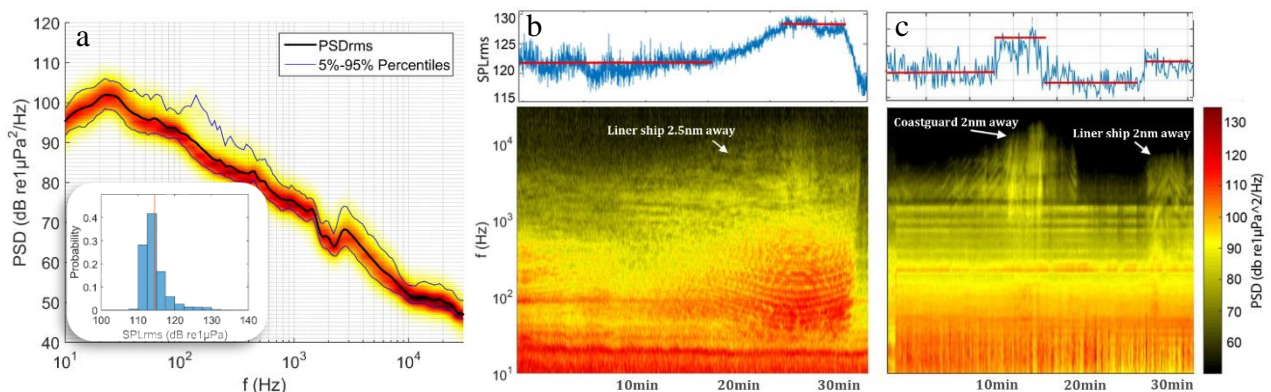 a
120
110
100
90
80
70
60
50
40
PSD (dB re1µPa²/Hz)
PSDrms
5%-95% Percentiles
0.4
0.3
0.2
0.1
0
Probability
100 110 120 130 140
SPLrms (dB re1µPa)
10¹ 10² 10³ 10⁴
f (Hz)
b
130
125
120
115
SPLrms
Liner ship 2.5nm away
10⁴
10³
10²
10¹
f (Hz)
10min 20min 30min
c
Coastguard 2nm away
Liner ship 2nm away
10min 20min 30min
130
120
110
100
90
80
70
60
PSD (db re1µPa^2/Hz)